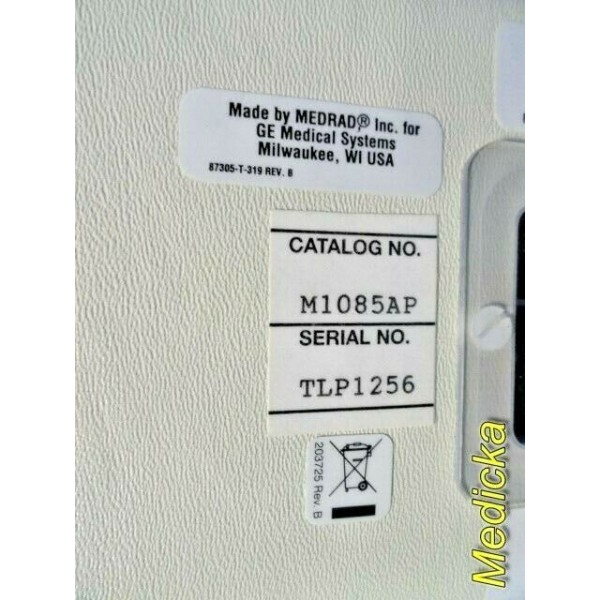 Made by MEDRAD,® Inc. for
GE Medical Systems
Milwaukee, WI USA
87305-T-319 REV. B
CATALOG NO.
M1085AP
SERIAL NO.
TLP1256
203725 Rev. B
Medicka